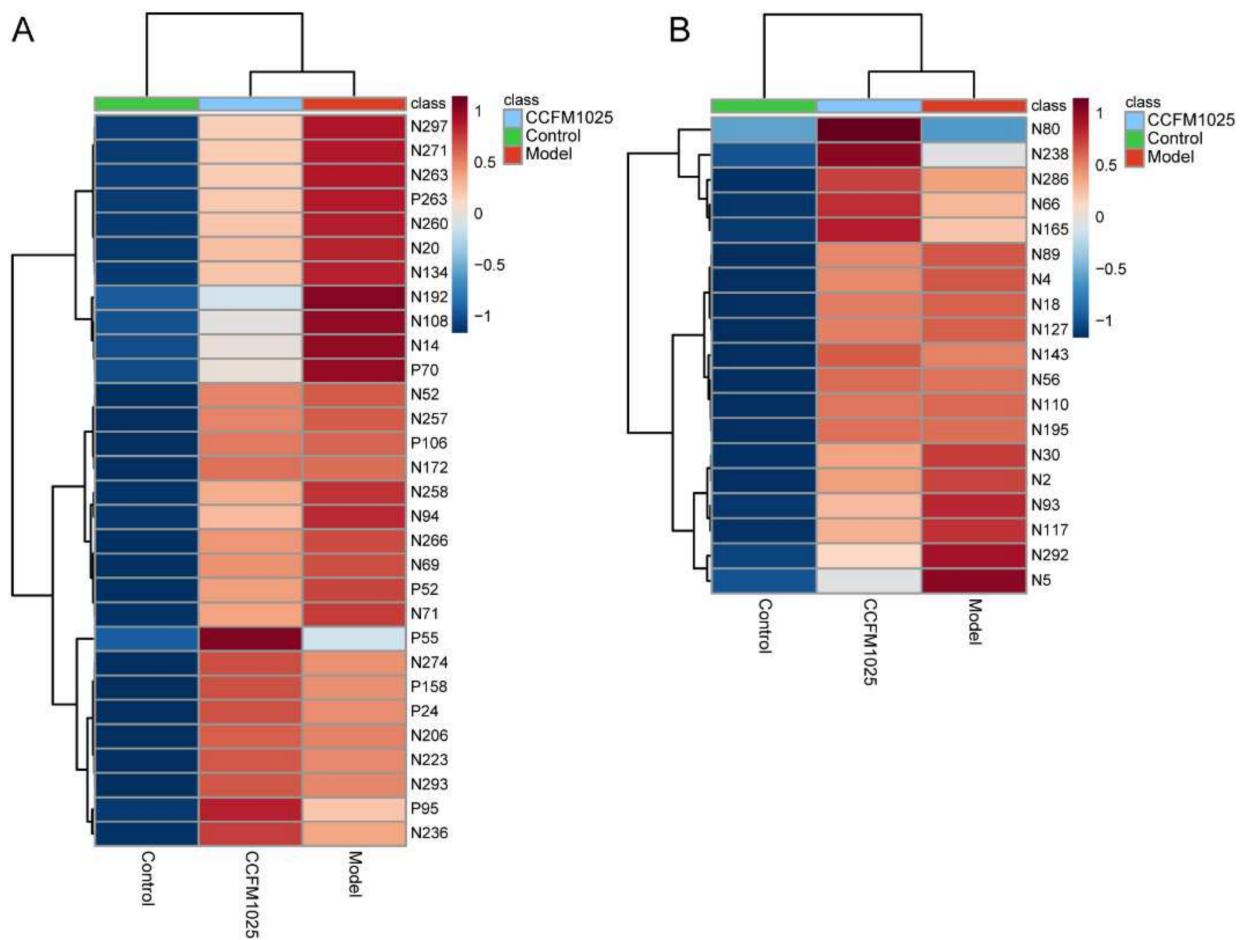 A
class
N297
N271
N263
P263
N260
N20
N134
N192
N108
N14
P70
N52
N257
P106
N172
N258
N94
N266
N69
P52
N71
P55
N274
P158
P24
N206
N223
N293
P95
N236
1
0.5
0
−0.5
−1
class
CCFM1025
Control
Model
Control
CCFM1025
Model
B
class
N80
N238
N286
N66
N165
N89
N4
N18
N127
N143
N56
N110
N195
N30
N2
N93
N117
N292
N5
1
0.5
0
−0.5
−1
class
CCFM1025
Control
Model
Control
CCFM1025
Model